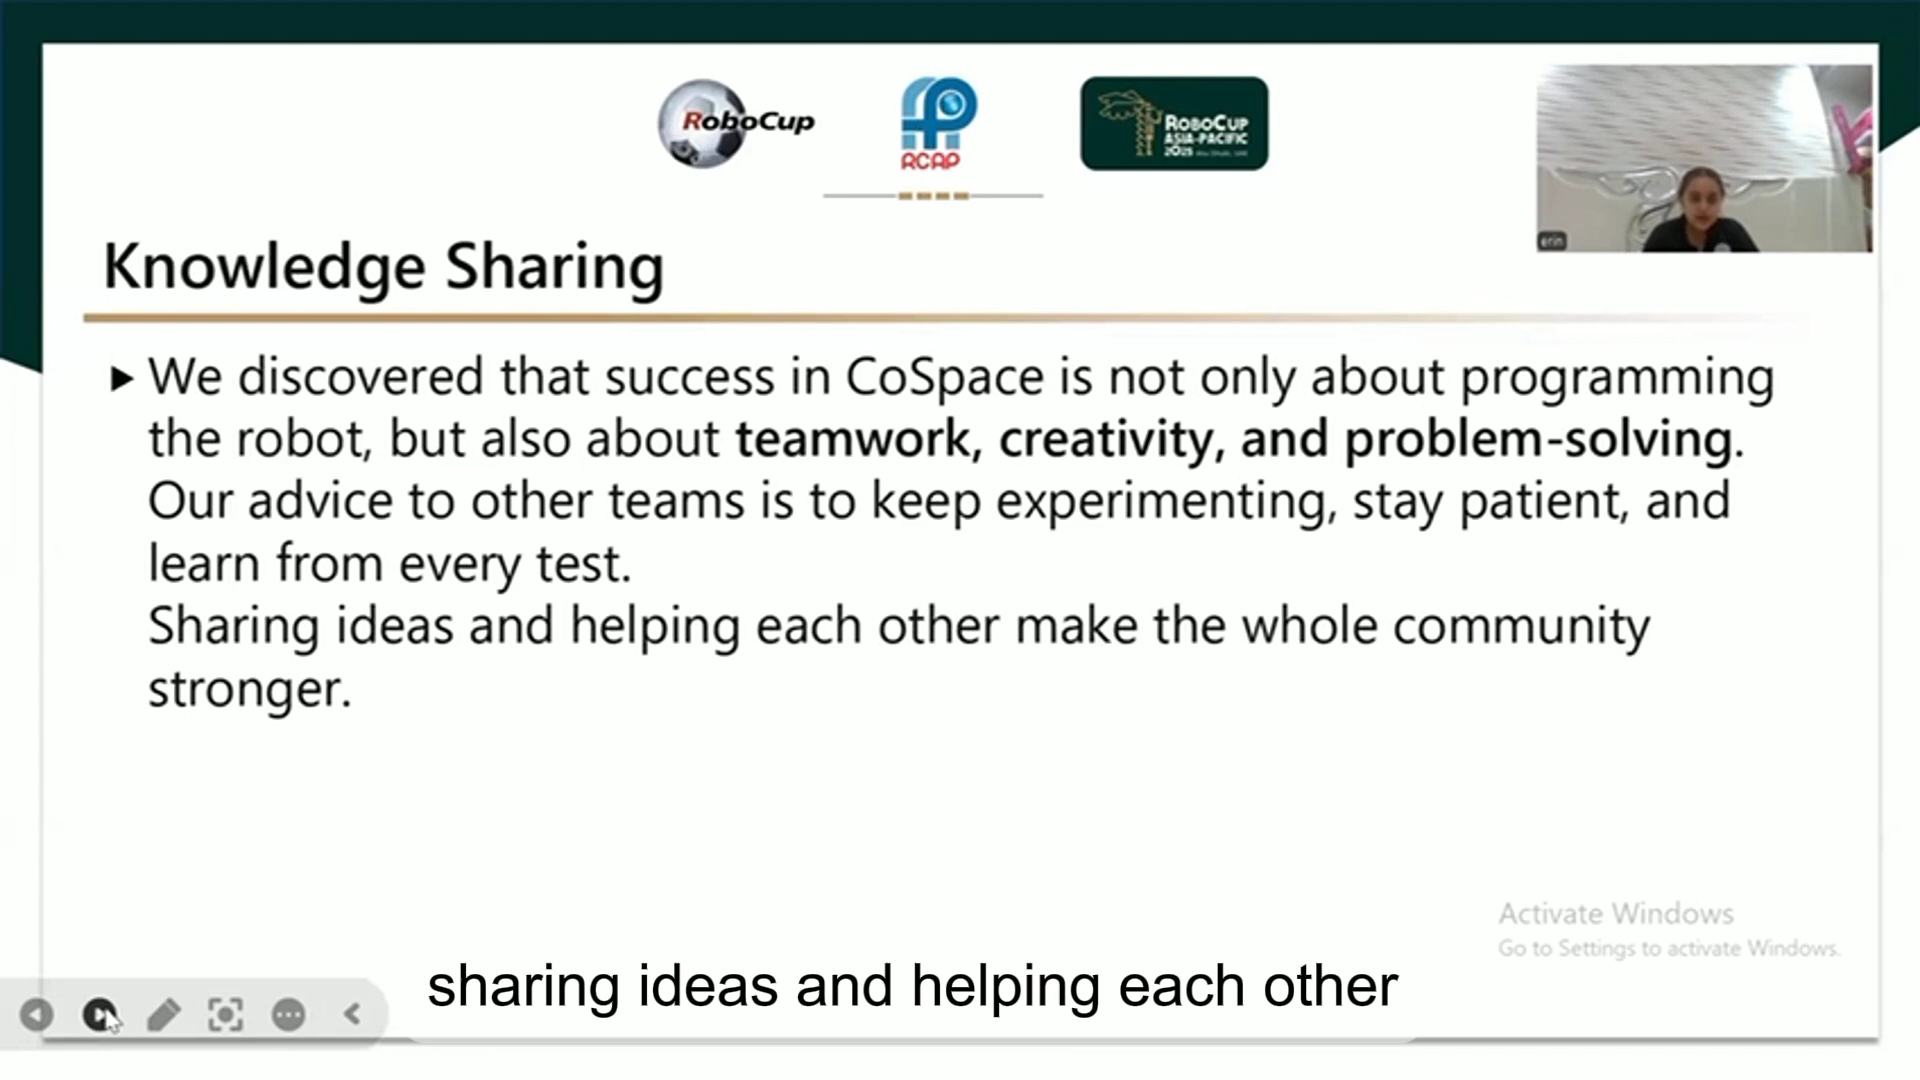 RoboCup
RCAP
RoboCup
Asia-Pacific
2025
erin
Knowledge Sharing
We discovered that success in CoSpace is not only about programming
the robot, but also about teamwork, creativity, and problem-solving.
Our advice to other teams is to keep experimenting, stay patient, and
learn from every test.
Sharing ideas and helping each other make the whole community
stronger.
Activate Windows
Go to Settings to activate Windows.
sharing ideas and helping each other